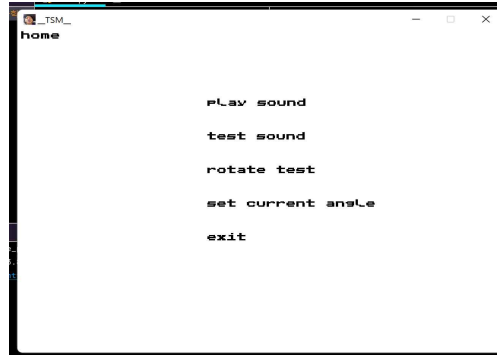 _TSM_
home
play sound
test sound
rotate test
set current angle
exit